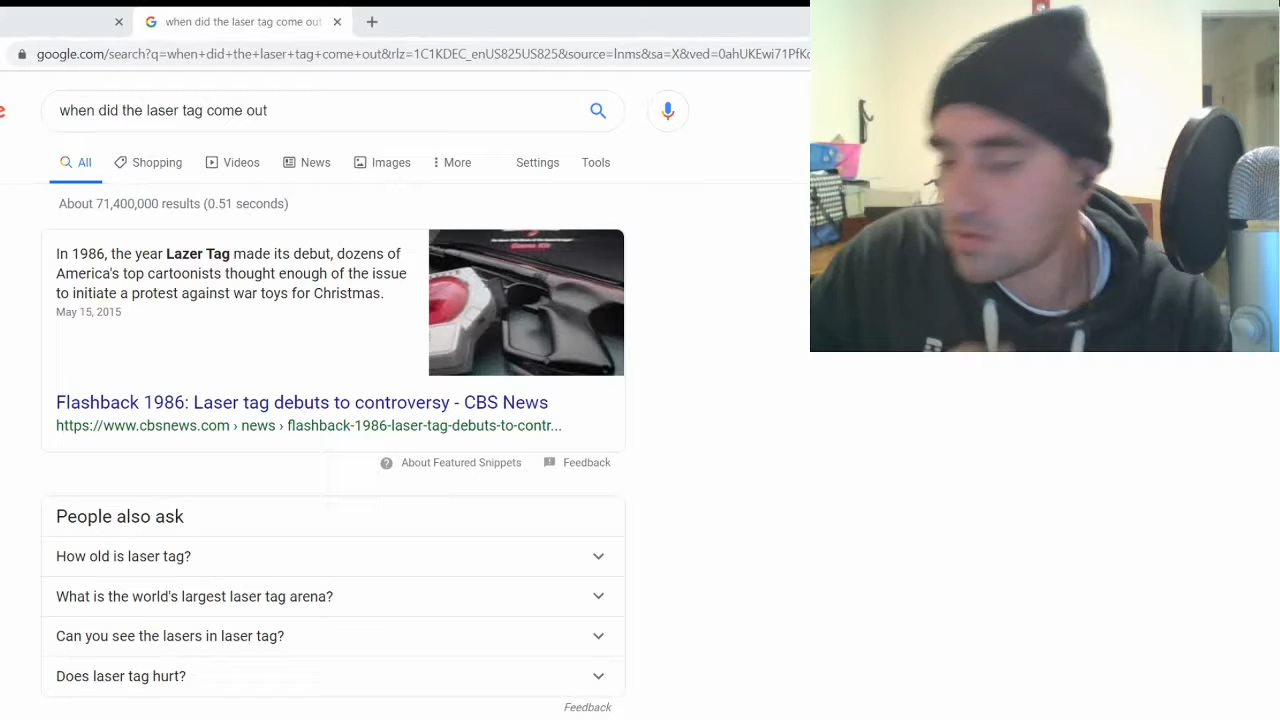 when did the laser tag come out
google.com/search?q=when+did+the+laser+tag+come+out&rlz=1C1KDEC_enUS825US825&source=lnms&sa=X&ved=0ahUKEwi71PfKc
when did the laser tag come out
All Shopping Videos News Images More Settings Tools
About 71,400,000 results (0.51 seconds)
In 1986, the year Lazer Tag made its debut, dozens of
America's top cartoonists thought enough of the issue
to initiate a protest against war toys for Christmas.
May 15, 2015
Flashback 1986: Laser tag debuts to controversy - CBS News
https://www.cbsnews.com › news › flashback-1986-laser-tag-debuts-to-contr...
About Featured Snippets Feedback
People also ask
How old is laser tag?
What is the world's largest laser tag arena?
Can you see the lasers in laser tag?
Does laser tag hurt?
Feedback